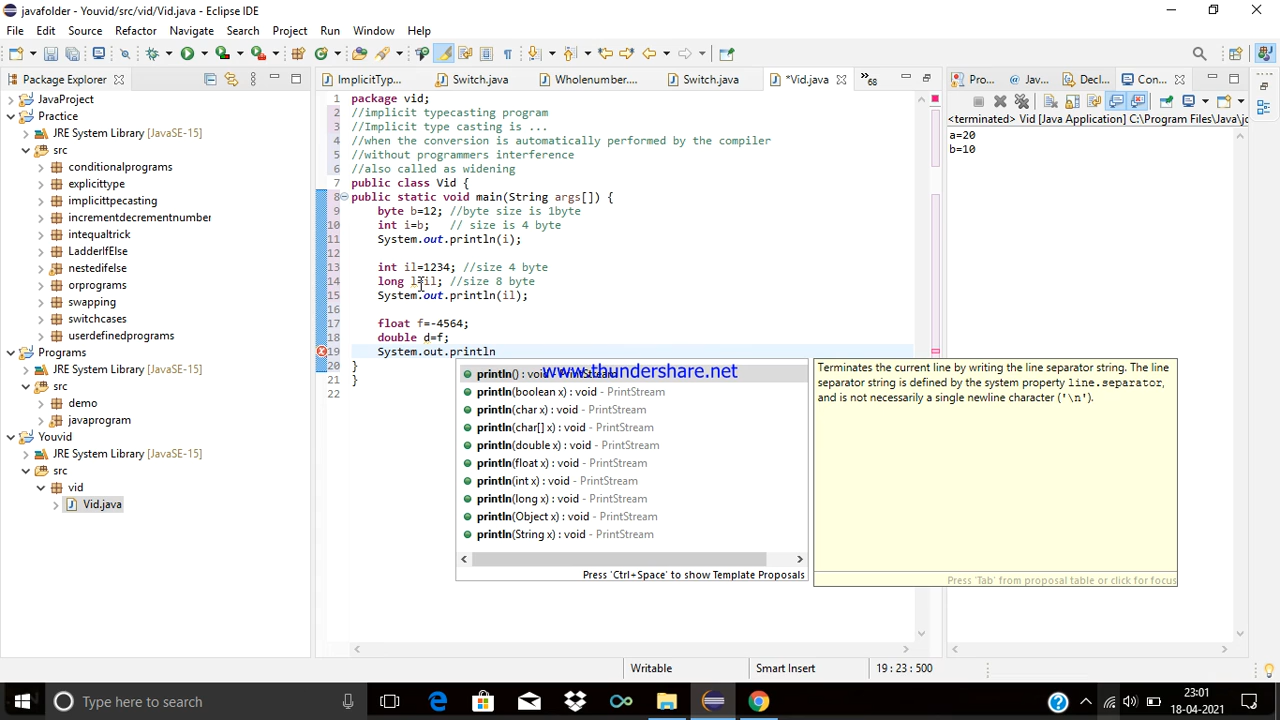 javafolder - Youvid/src/vid/Vid.java - Eclipse IDE
File Edit Source Refactor Navigate Search Project Run Window Help
Package Explorer
ImplicitTyp...
Switch.java
Wholenumber....
Switch.java
*Vid.java
»68
Pro...
@ Jav...
Decl...
Con...
JavaProject
Practice
JRE System Library [JavaSE-15]
src
conditionalprograms
explicittype
implicittpecasting
incrementdecrementnumber
intequaltrick
LadderIfElse
nestedifelse
orprograms
swapping
switchcases
userdefinedprograms
Programs
JRE System Library [JavaSE-15]
src
demo
javaprogram
Youvid
JRE System Library [JavaSE-15]
src
vid
Vid.java
1 package vid;
2 //implicit typecasting program
3 //Implicit type casting is ...
4 //when the conversion is automatically performed by the compiler
5 //without programmers interference
6 //also called as widening
7 public class Vid {
8 public static void main(String args[]) {
9 byte b=12; //byte size is 1byte
10 int i=b; // size is 4 byte
11 System.out.println(i);
12
13 int il=1234; //size 4 byte
14 long l=il; //size 8 byte
15 System.out.println(il);
16
17 float f=-4564;
18 double d=f;
19 System.out.println
20 }
21 }
22
println() : void - PrintStream
www.thundershare.net
println(boolean x) : void - PrintStream
println(char x) : void - PrintStream
println(char[] x) : void - PrintStream
println(double x) : void - PrintStream
println(float x) : void - PrintStream
println(int x) : void - PrintStream
println(long x) : void - PrintStream
println(Object x) : void - PrintStream
println(String x) : void - PrintStream
Press 'Ctrl+Space' to show Template Proposals
Terminates the current line by writing the line separator string. The line
separator string is defined by the system property line.separator,
and is not necessarily a single newline character ('\n').
Press 'Tab' from proposal table or click for focus
<terminated> Vid [Java Application] C:\Program Files\Java\jc
a=20
b=10
Writable
Smart Insert
19 : 23 : 500
Type here to search
23:01
18-04-2021